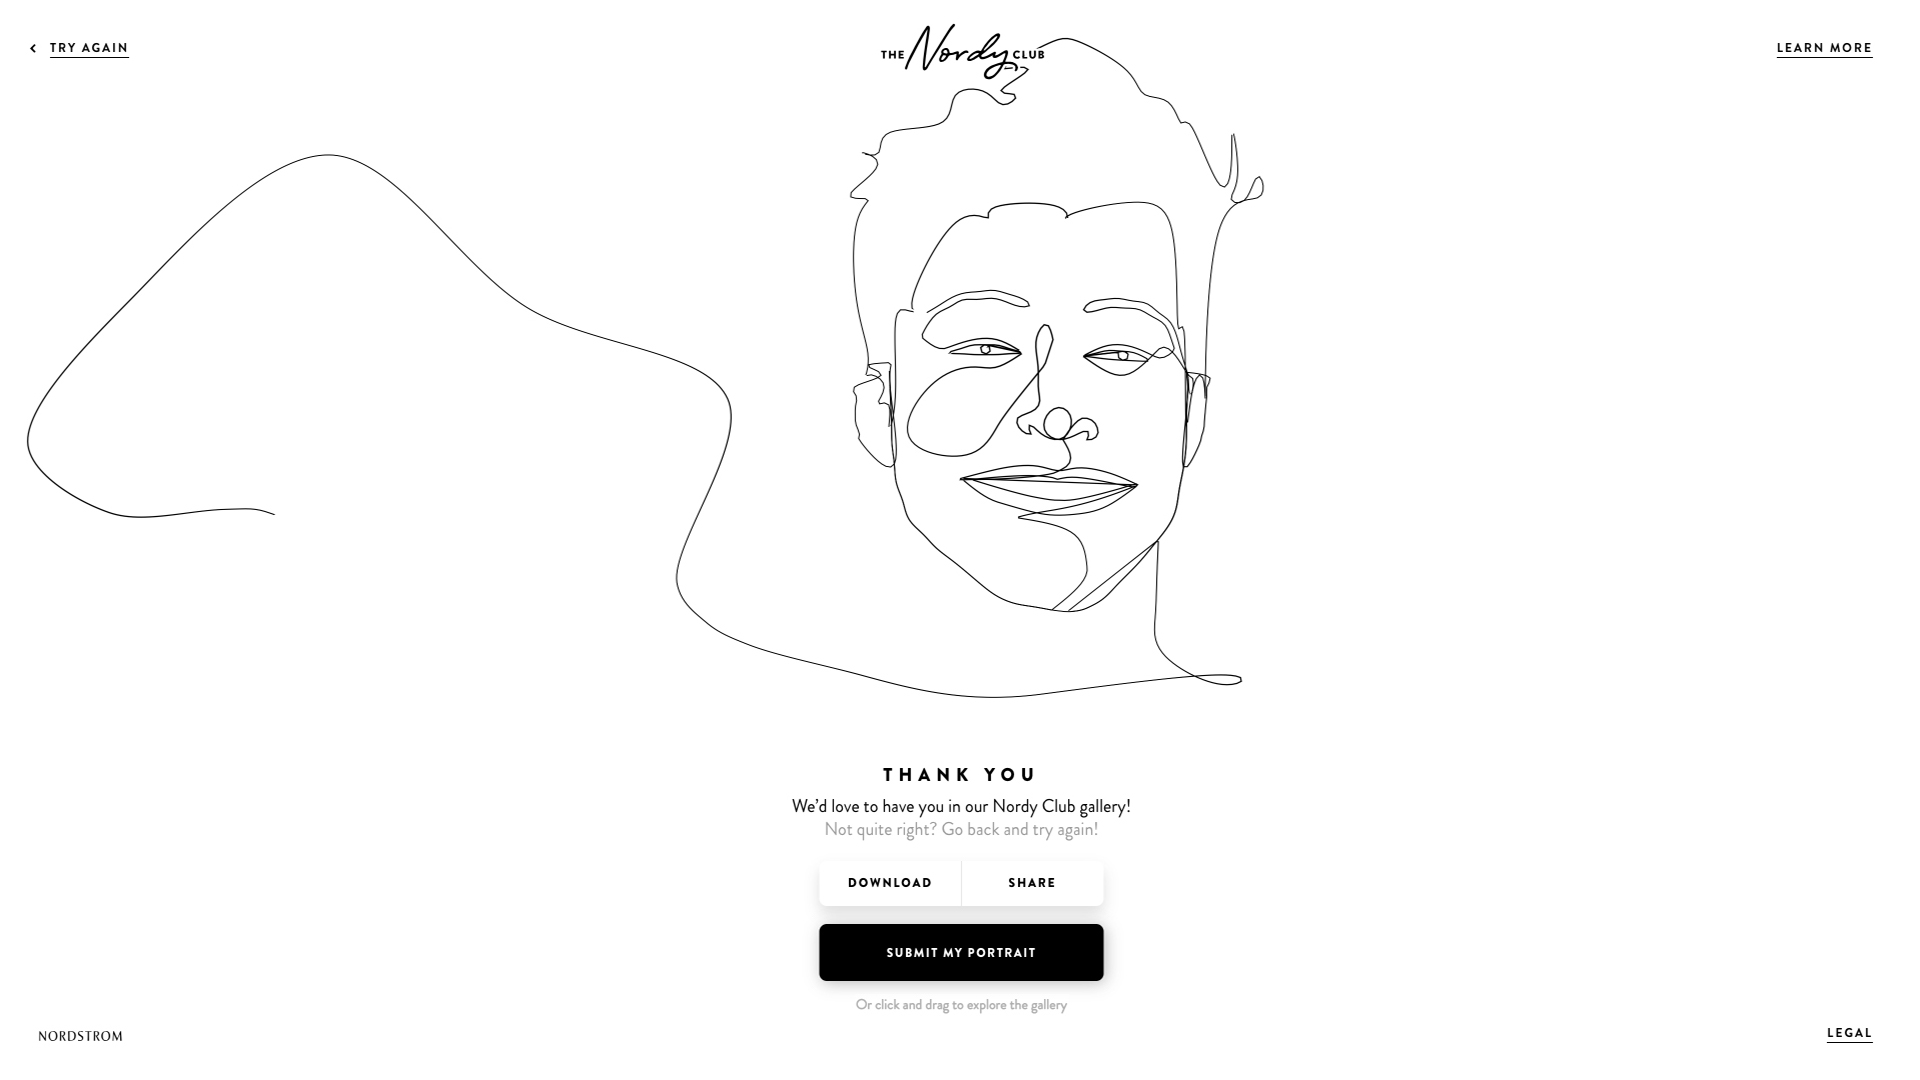 TRY AGAIN
THE Nordy CLUB
LEARN MORE
THANK YOU
We'd love to have you in our Nordy Club gallery!
Not quite right? Go back and try again!
DOWNLOAD
SHARE
SUBMIT MY PORTRAIT
Or click and drag to explore the gallery
NORDSTROM
LEGAL